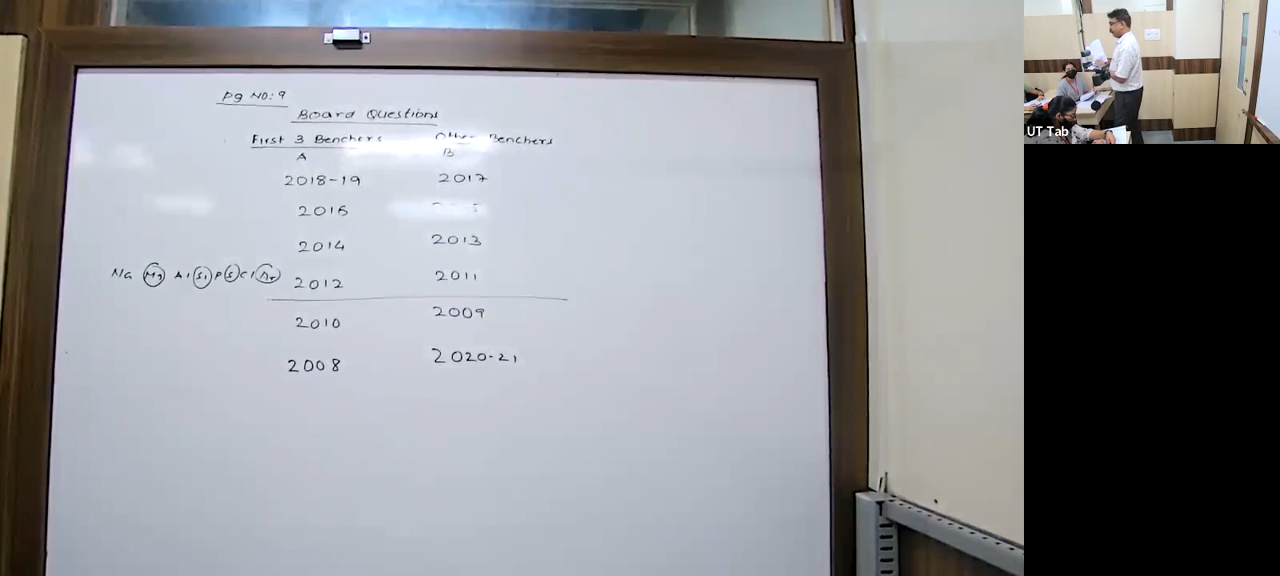 Pg NO: 9
Board Questions
First 3 Benchers Other Benchers
A B
2018-19 2017
2016
2014 2013
Na Mg Al Si P S Cl Ar 2012 2011
2010 2009
2008 2020-21
UT Tab